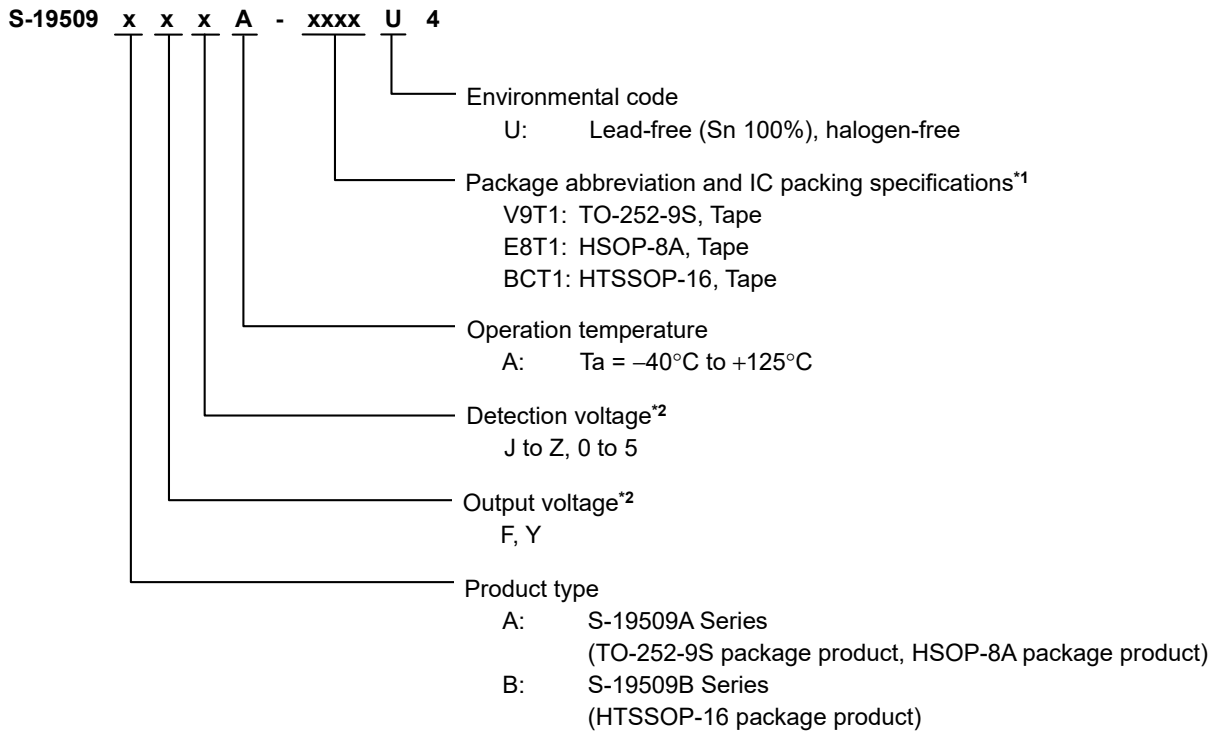 S-19509 x x x A - xxxx U 4
Environmental code
U: Lead-free (Sn 100%), halogen-free
Package abbreviation and IC packing specifications*1
V9T1: TO-252-9S, Tape
E8T1: HSOP-8A, Tape
BCT1: HTSSOP-16, Tape
Operation temperature
A: Ta = −40°C to +125°C
Detection voltage*2
J to Z, 0 to 5
Output voltage*2
F, Y
Product type
A: S-19509A Series
(TO-252-9S package product, HSOP-8A package product)
B: S-19509B Series
(HTSSOP-16 package product)